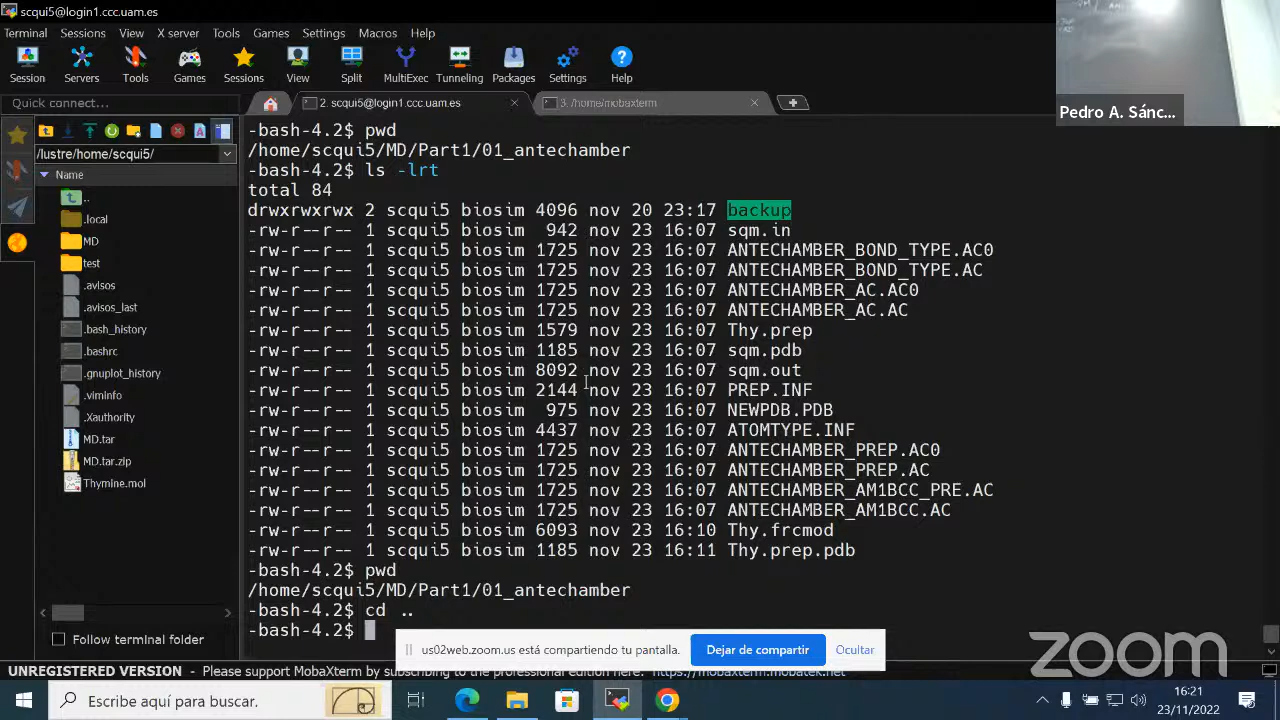 scqui5@login1.ccc.uam.es
Terminal Sessions View X server Tools Games Settings Macros Help
Session Servers Tools Games Sessions View Split MultiExec Tunneling Packages Settings Help
Pedro A. Sánc...
Quick connect...
2. scqui5@login1.ccc.uam.es
3. /home/mobaxterm
/lustre/home/scqui5/
Name
..
.local
MD
test
.avisos
.avisos_last
.bash_history
.bashrc
.gnuplot_history
.viminfo
.Xauthority
MD.tar
MD.tar.zip
Thymine.mol
Follow terminal folder
-bash-4.2$ pwd
/home/scqui5/MD/Part1/01_antechamber
-bash-4.2$ ls -lrt
total 84
drwxrwxrwx 2 scqui5 biosim 4096 nov 20 23:17 backup
-rw-r--r-- 1 scqui5 biosim 942 nov 23 16:07 sqm.in
-rw-r--r-- 1 scqui5 biosim 1725 nov 23 16:07 ANTECHAMBER_BOND_TYPE.AC0
-rw-r--r-- 1 scqui5 biosim 1725 nov 23 16:07 ANTECHAMBER_BOND_TYPE.AC
-rw-r--r-- 1 scqui5 biosim 1725 nov 23 16:07 ANTECHAMBER_AC.AC0
-rw-r--r-- 1 scqui5 biosim 1725 nov 23 16:07 ANTECHAMBER_AC.AC
-rw-r--r-- 1 scqui5 biosim 1579 nov 23 16:07 Thy.prep
-rw-r--r-- 1 scqui5 biosim 1185 nov 23 16:07 sqm.pdb
-rw-r--r-- 1 scqui5 biosim 8092 nov 23 16:07 sqm.out
-rw-r--r-- 1 scqui5 biosim 2144 nov 23 16:07 PREP.INF
-rw-r--r-- 1 scqui5 biosim 975 nov 23 16:07 NEWPDB.PDB
-rw-r--r-- 1 scqui5 biosim 4437 nov 23 16:07 ATOMTYPE.INF
-rw-r--r-- 1 scqui5 biosim 1725 nov 23 16:07 ANTECHAMBER_PREP.AC0
-rw-r--r-- 1 scqui5 biosim 1725 nov 23 16:07 ANTECHAMBER_PREP.AC
-rw-r--r-- 1 scqui5 biosim 1725 nov 23 16:07 ANTECHAMBER_AM1BCC_PRE.AC
-rw-r--r-- 1 scqui5 biosim 1725 nov 23 16:07 ANTECHAMBER_AM1BCC.AC
-rw-r--r-- 1 scqui5 biosim 6093 nov 23 16:10 Thy.frcmod
-rw-r--r-- 1 scqui5 biosim 1185 nov 23 16:11 Thy.prep.pdb
-bash-4.2$ pwd
/home/scqui5/MD/Part1/01_antechamber
-bash-4.2$ cd ..
-bash-4.2$
us02web.zoom.us está compartiendo tu pantalla. Dejar de compartir Ocultar
zoom
UNREGISTERED VERSION - Please support MobaXterm by subscribing to the professional edition here: https://mobaxterm.mobatek.net
Escribe aquí para buscar.
16:21
23/11/2022